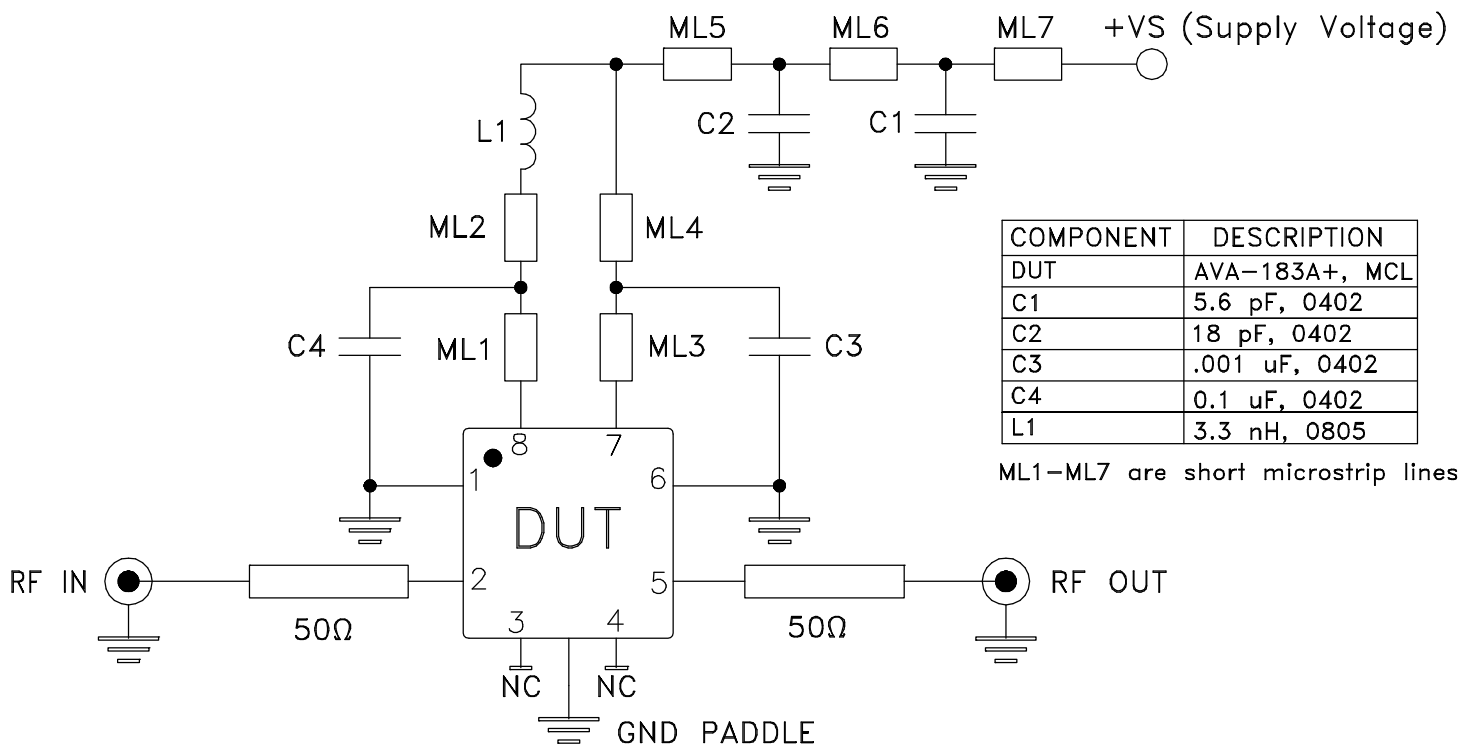 ML5
ML6
ML7
+VS (Supply Voltage)
L1
C2
C1
ML2
ML4
COMPONENT DESCRIPTION
DUT AVA-183A+, MCL
C1 5.6 pF, 0402
C2 18 pF, 0402
C3 .001 uF, 0402
C4 0.1 uF, 0402
L1 3.3 nH, 0805
ML1-ML7 are short microstrip lines
C4
ML1
ML3
C3
8
7
1
6
DUT
RF IN
2
5
RF OUT
50Ω
3
4
50Ω
NC
NC
GND PADDLE